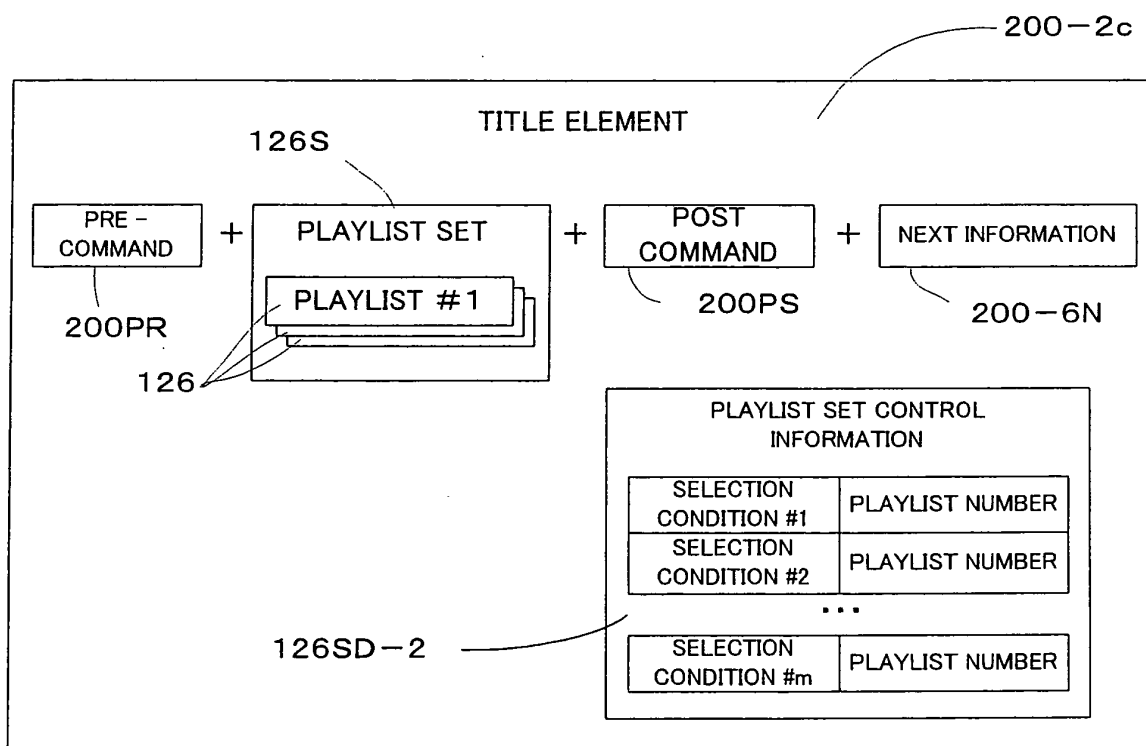 200-2c
TITLE ELEMENT
126S
PRE-
COMMAND
+
PLAYLIST SET
PLAYLIST #1
+
POST
COMMAND
+
NEXT INFORMATION
200PR
126
200PS
200-6N
PLAYLIST SET CONTROL
INFORMATION
SELECTION
CONDITION #1
PLAYLIST NUMBER
SELECTION
CONDITION #2
PLAYLIST NUMBER
...
SELECTION
CONDITION #m
PLAYLIST NUMBER
126SD-2